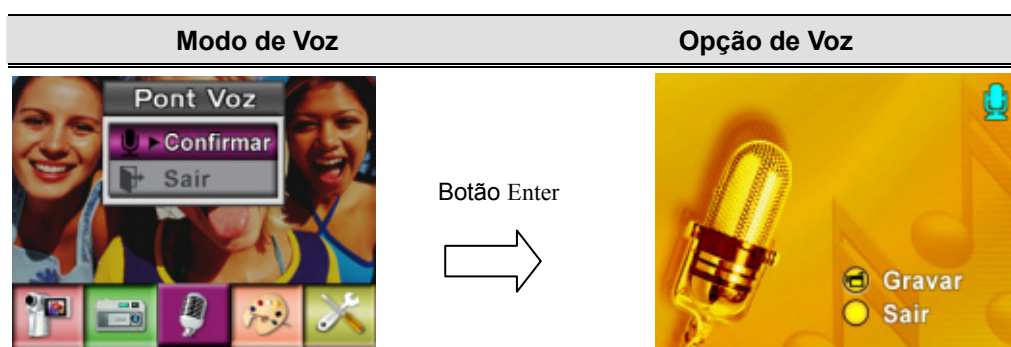 Modo de Voz
Opção de Voz
Pont Voz
Confirmar
Sair
Botão Enter
Gravar
Sair